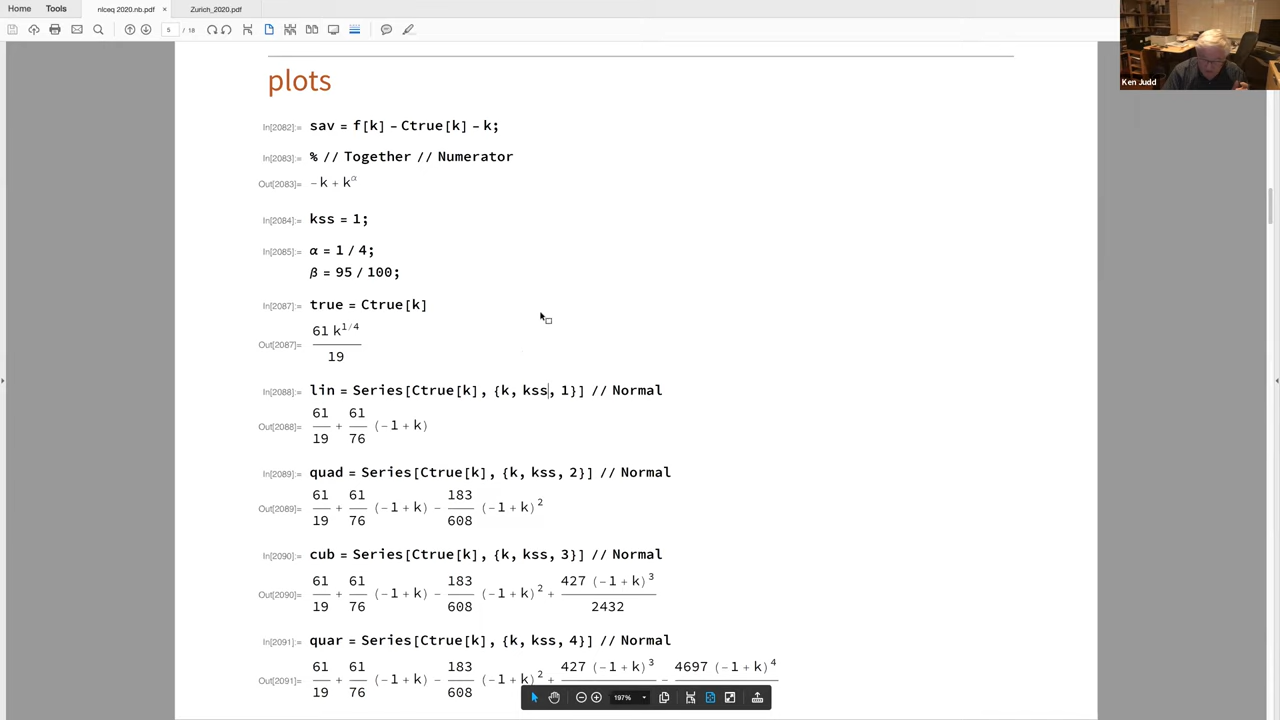 Home Tools nlceq 2020.nb.pdf × Zurich_2020.pdf
5 / 18
Ken Judd
plots
In[2082]:= sav = f[k] - Ctrue[k] - k;
In[2083]:= % // Together // Numerator
Out[2083]= -k + k^α
In[2084]:= kss = 1;
In[2085]:= α = 1 / 4;
β = 95 / 100;
In[2087]:= true = Ctrue[k]
61 k^1/4
Out[2087]=
19
In[2088]:= lin = Series[Ctrue[k], {k, kss, 1}] // Normal
61 61
Out[2088]= + (-1 + k)
19 76
In[2089]:= quad = Series[Ctrue[k], {k, kss, 2}] // Normal
61 61 183
Out[2089]= + (-1 + k) - (-1 + k)^2
19 76 608
In[2090]:= cub = Series[Ctrue[k], {k, kss, 3}] // Normal
61 61 183 427 (-1 + k)^3
Out[2090]= + (-1 + k) - (-1 + k)^2 +
19 76 608 2432
In[2091]:= quar = Series[Ctrue[k], {k, kss, 4}] // Normal
61 61 183 427 (-1 + k)^3 4697 (-1 + k)^4
Out[2091]= + (-1 + k) - (-1 + k)^2 + -
19 76 608
197%